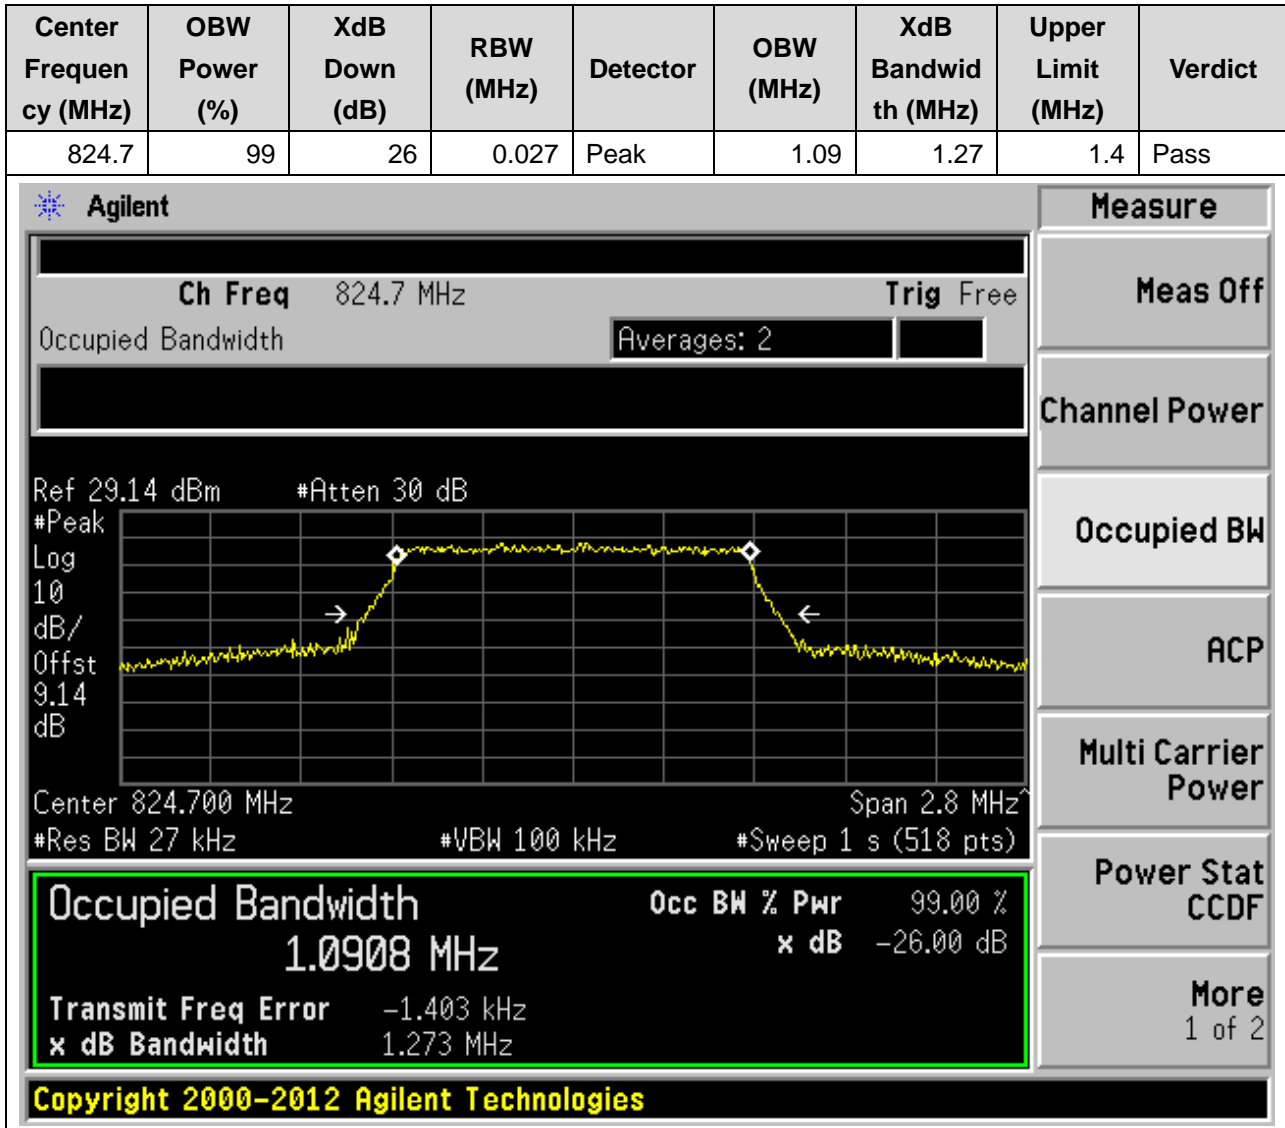 Center Frequen cy (MHz)
OBW Power (%)
XdB Down (dB)
RBW (MHz)
Detector
OBW (MHz)
XdB Bandwid th (MHz)
Upper Limit (MHz)
Verdict
824.7 99 26 0.027 Peak 1.09 1.27 1.4 Pass
Agilent
Measure
Ch Freq 824.7 MHz Trig Free
Occupied Bandwidth Averages: 2
Ref 29.14 dBm #Atten 30 dB
#Peak
Log
10
dB/
Offst
9.14
dB
Center 824.700 MHz Span 2.8 MHz^
#Res BW 27 kHz #VBW 100 kHz #Sweep 1 s (518 pts)
Occupied Bandwidth
1.0908 MHz
Occ BW % Pwr 99.00 %
x dB -26.00 dB
Transmit Freq Error -1.403 kHz
x dB Bandwidth 1.273 MHz
Meas Off
Channel Power
Occupied BW
ACP
Multi Carrier
Power
Power Stat
CCDF
More
1 of 2
Copyright 2000-2012 Agilent Technologies